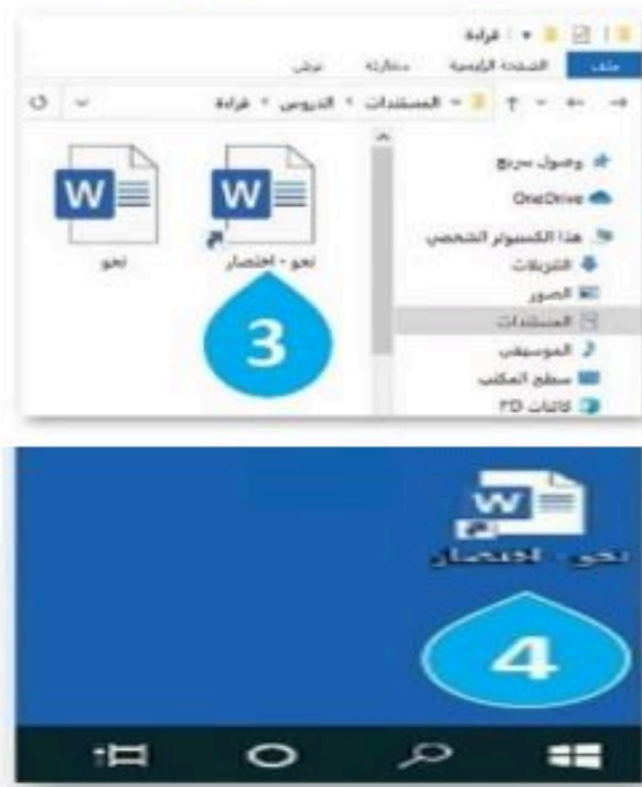 قراءة
ملف الصفحة الرئيسية مشاركة عرض
المستندات الدروس قراءة
وصول سريع
OneDrive
هذا الكمبيوتر الشخصي
التنزيلات
الصور
المستندات
الموسيقى
سطح المكتب
كائنات 3D
نحو - اختصار
نحو
3
نحو - اختصار
4